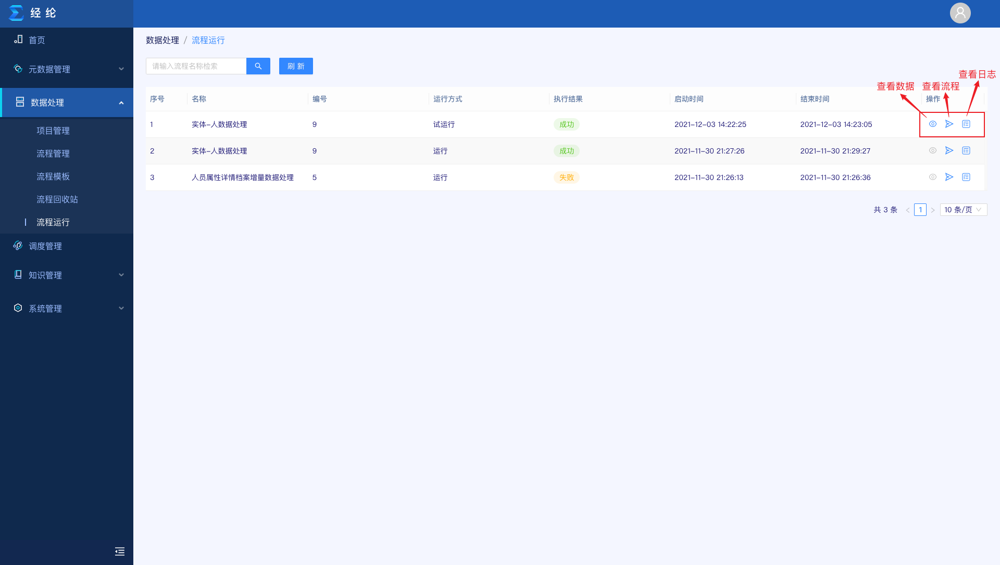 经 纶
首页
元数据管理
数据处理
项目管理
流程管理
流程模板
流程回收站
流程运行
调度管理
知识管理
系统管理
数据处理 / 流程运行
请输入流程名称检索
刷 新
查看数据 查看流程 查看日志
序号 名称 编号 运行方式 执行结果 启动时间 结束时间 操作
1 实体-人数据处理 9 试运行 成功 2021-12-03 14:22:25 2021-12-03 14:23:05
2 实体-人数据处理 9 运行 成功 2021-11-30 21:27:26 2021-11-30 21:29:27
3 人员属性详情档案增量数据处理 5 运行 失败 2021-11-30 21:26:13 2021-11-30 21:26:36
共 3 条 < 1 > 10 条/页